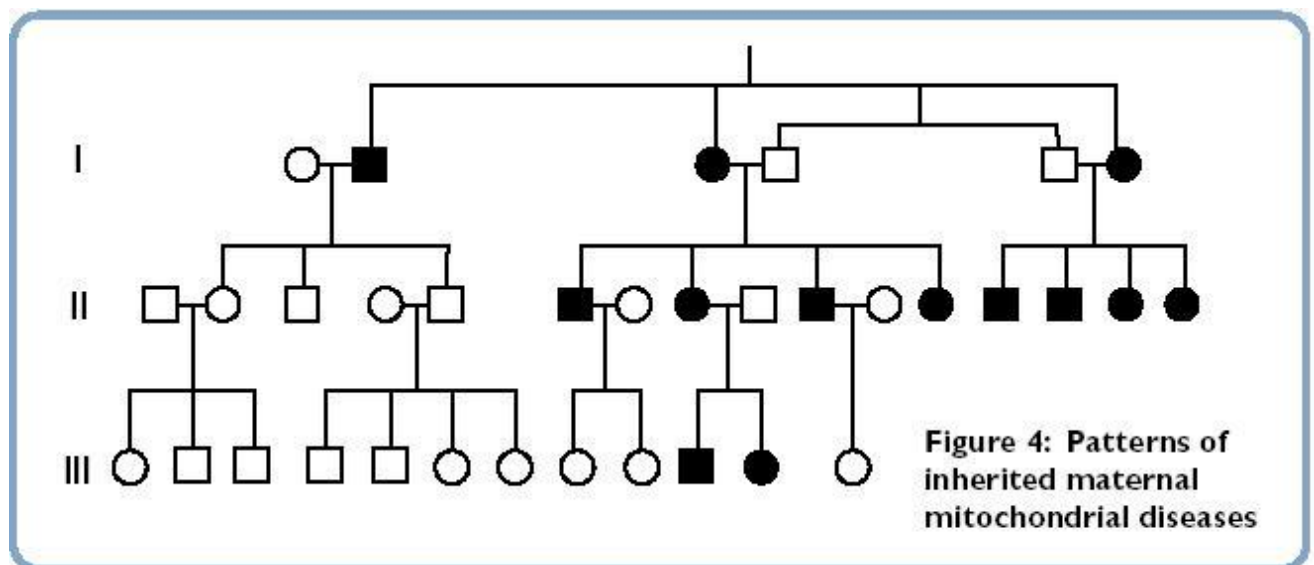 I
II
III
Figure 4: Patterns of
inherited maternal
mitochondrial diseases